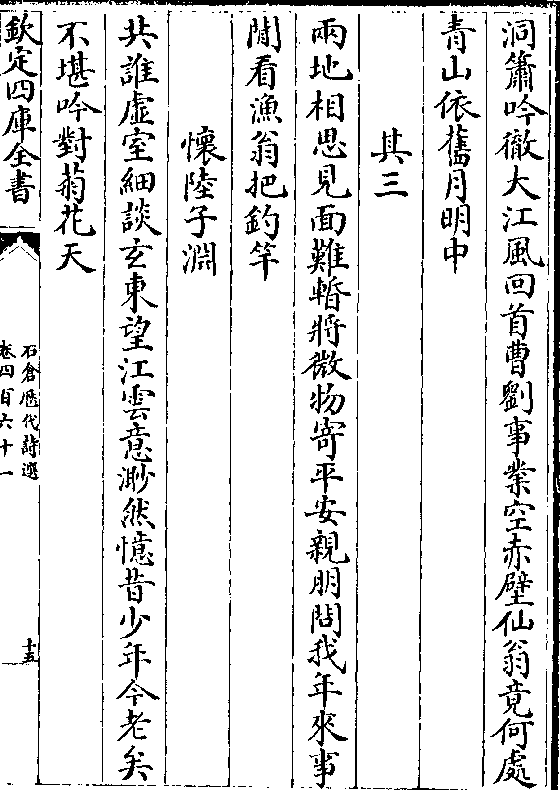 洞簫吟徹大江風回首曹劉事業空赤壁仙翁竟何處
青山依舊月明中
其三
兩地相思見面難暫將微物寄平安親朋問我年來事
閒看漁翁把釣竿
懷陸子淵
共誰虛室細談玄東望江雲意渺然憶昔少年今老矣
不堪吟對菊花天
欽定四庫全書
石倉歷代詩選
卷四百六十一
十五